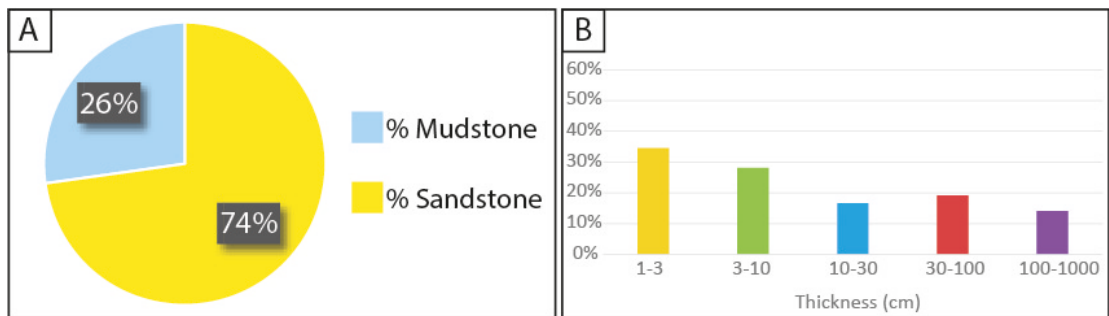 A
26%
74%
% Mudstone
% Sandstone
B
60%
50%
40%
30%
20%
10%
0%
1-3 3-10 10-30 30-100 100-1000
Thickness (cm)